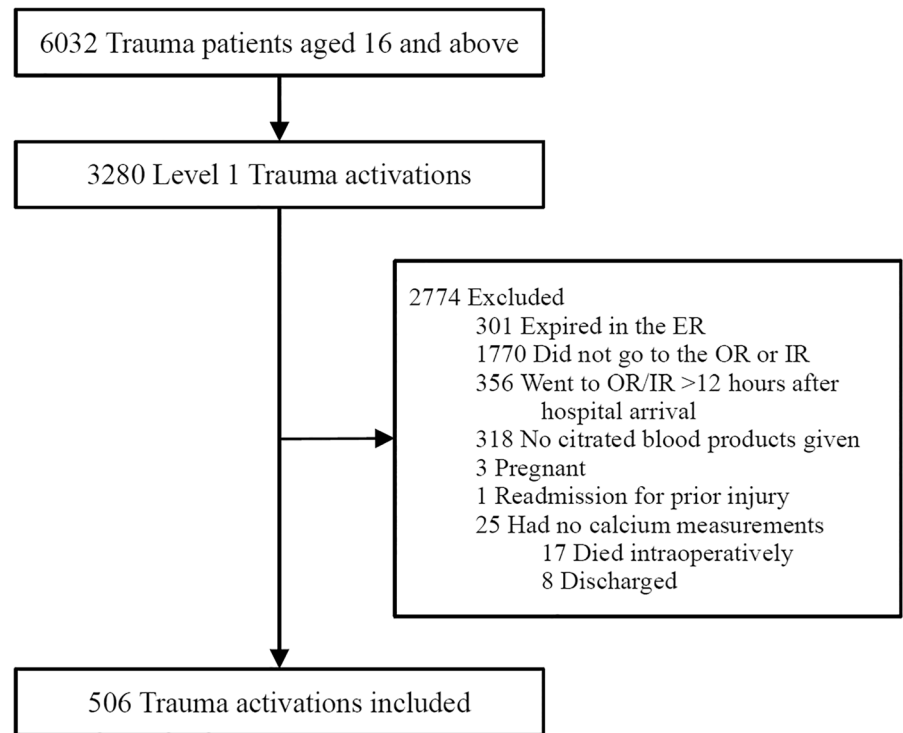 6032 Trauma patients aged 16 and above
3280 Level 1 Trauma activations
2774 Excluded
301 Expired in the ER
1770 Did not go to the OR or IR
356 Went to OR/IR >12 hours after
hospital arrival
318 No citrated blood products given
3 Pregnant
1 Readmission for prior injury
25 Had no calcium measurements
17 Died intraoperatively
8 Discharged
506 Trauma activations included